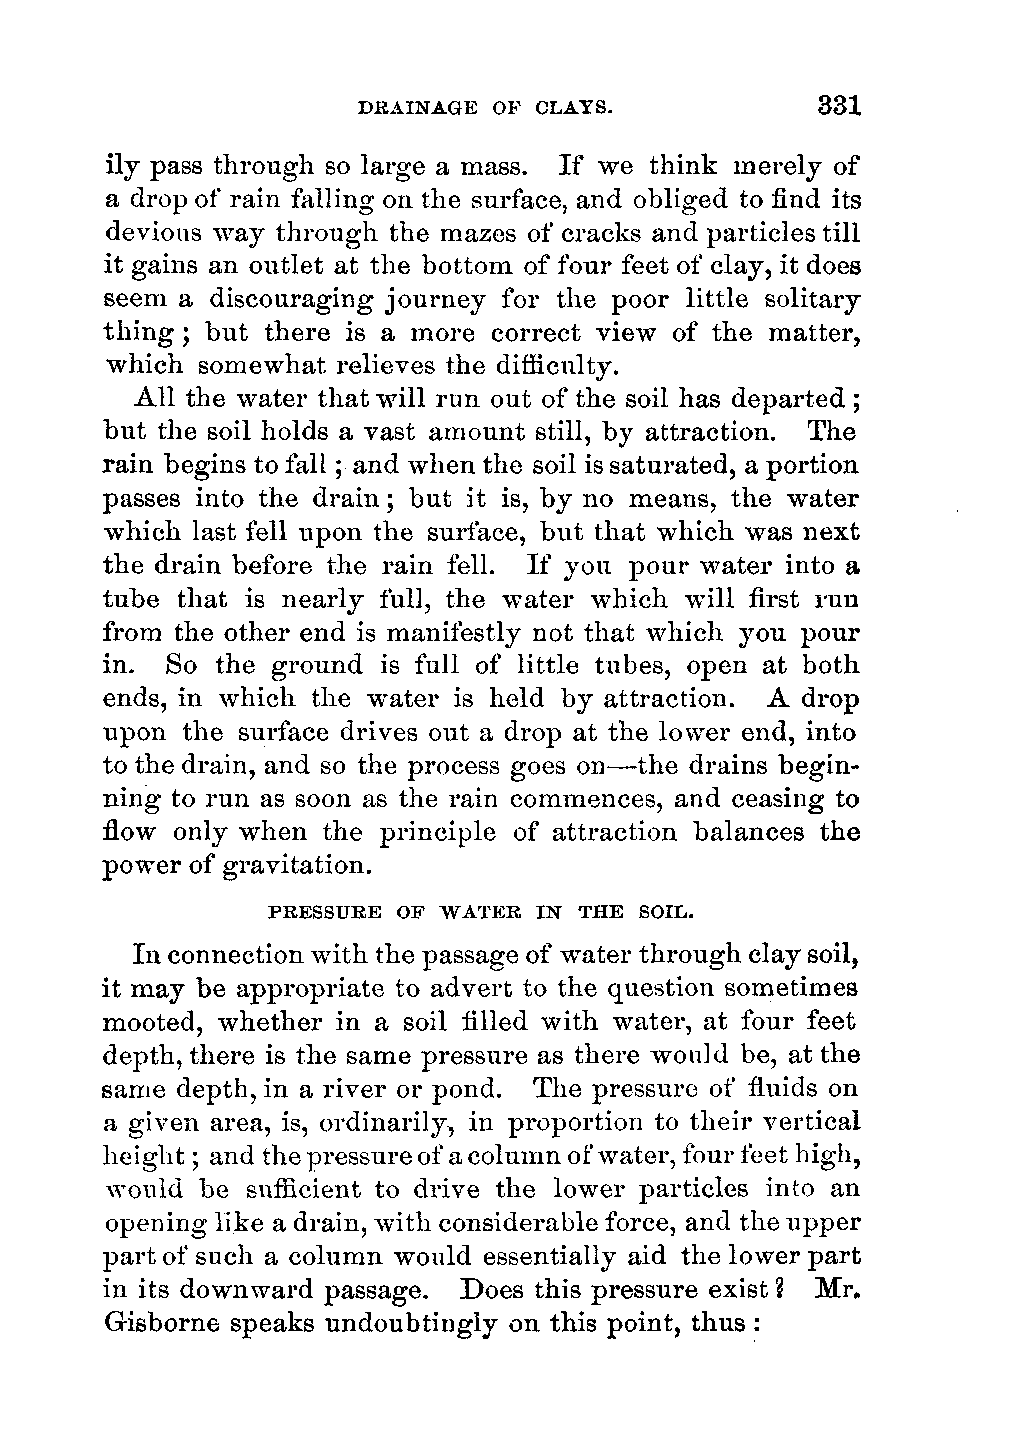 DRAINAGE OF CLAYS. 331
ily pass through so large a mass. If we think merely of
a drop of rain falling on the surface, and obliged to find its
devious way through the mazes of cracks and particles till
it gains an outlet at the bottom of four feet of clay, it does
seem a discouraging journey for the poor little solitary
thing; but there is a more correct view of the matter,
which somewhat relieves the difficulty.
All the water that will run out of the soil has departed;
but the soil holds a vast amount still, by attraction. The
rain begins to fall; and when the soil is saturated, a portion
passes into the drain; but it is, by no means, the water
which last fell upon the surface, but that which was next
the drain before the rain fell. If you pour water into a
tube that is nearly full, the water which will first run
from the other end is manifestly not that which you pour
in. So the ground is full of little tubes, open at both
ends, in which the water is held by attraction. A drop
upon the surface drives out a drop at the lower end, into
to the drain, and so the process goes on—the drains begin-
ning to run as soon as the rain commences, and ceasing to
flow only when the principle of attraction balances the
power of gravitation.
PRESSURE OF WATER IN THE SOIL.
In connection with the passage of water through clay soil,
it may be appropriate to advert to the question sometimes
mooted, whether in a soil filled with water, at four feet
depth, there is the same pressure as there would be, at the
same depth, in a river or pond. The pressure of fluids on
a given area, is, ordinarily, in proportion to their vertical
height; and the pressure of a column of water, four feet high,
would be sufficient to drive the lower particles into an
opening like a drain, with considerable force, and the upper
part of such a column would essentially aid the lower part
in its downward passage. Does this pressure exist? Mr.
Gisborne speaks undoubtingly on this point, thus: